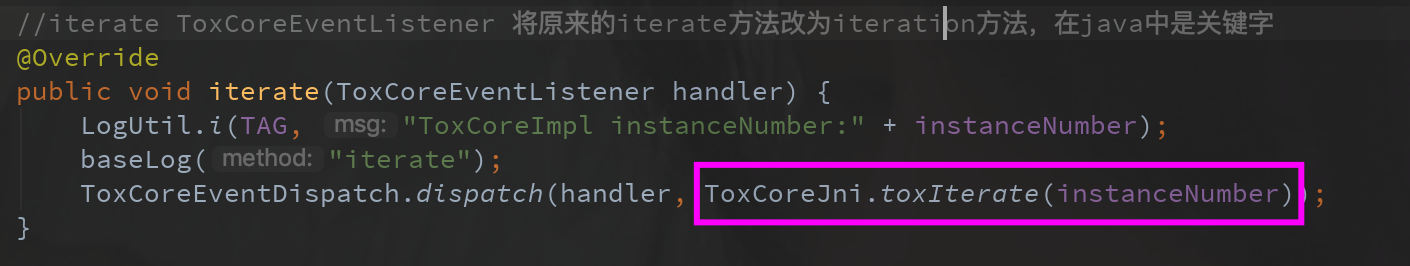 //iterate ToxCoreEventListener 将原来的iterate方法改为iteration方法，在java中是关键字
@Override
public void iterate(ToxCoreEventListener handler) {
LogUtil.i(TAG, msg: "ToxCoreImpl instanceNumber:" + instanceNumber);
baseLog( method: "iterate");
ToxCoreEventDispatch.dispatch(handler, ToxCoreJni.toxIterate(instanceNumber));
}